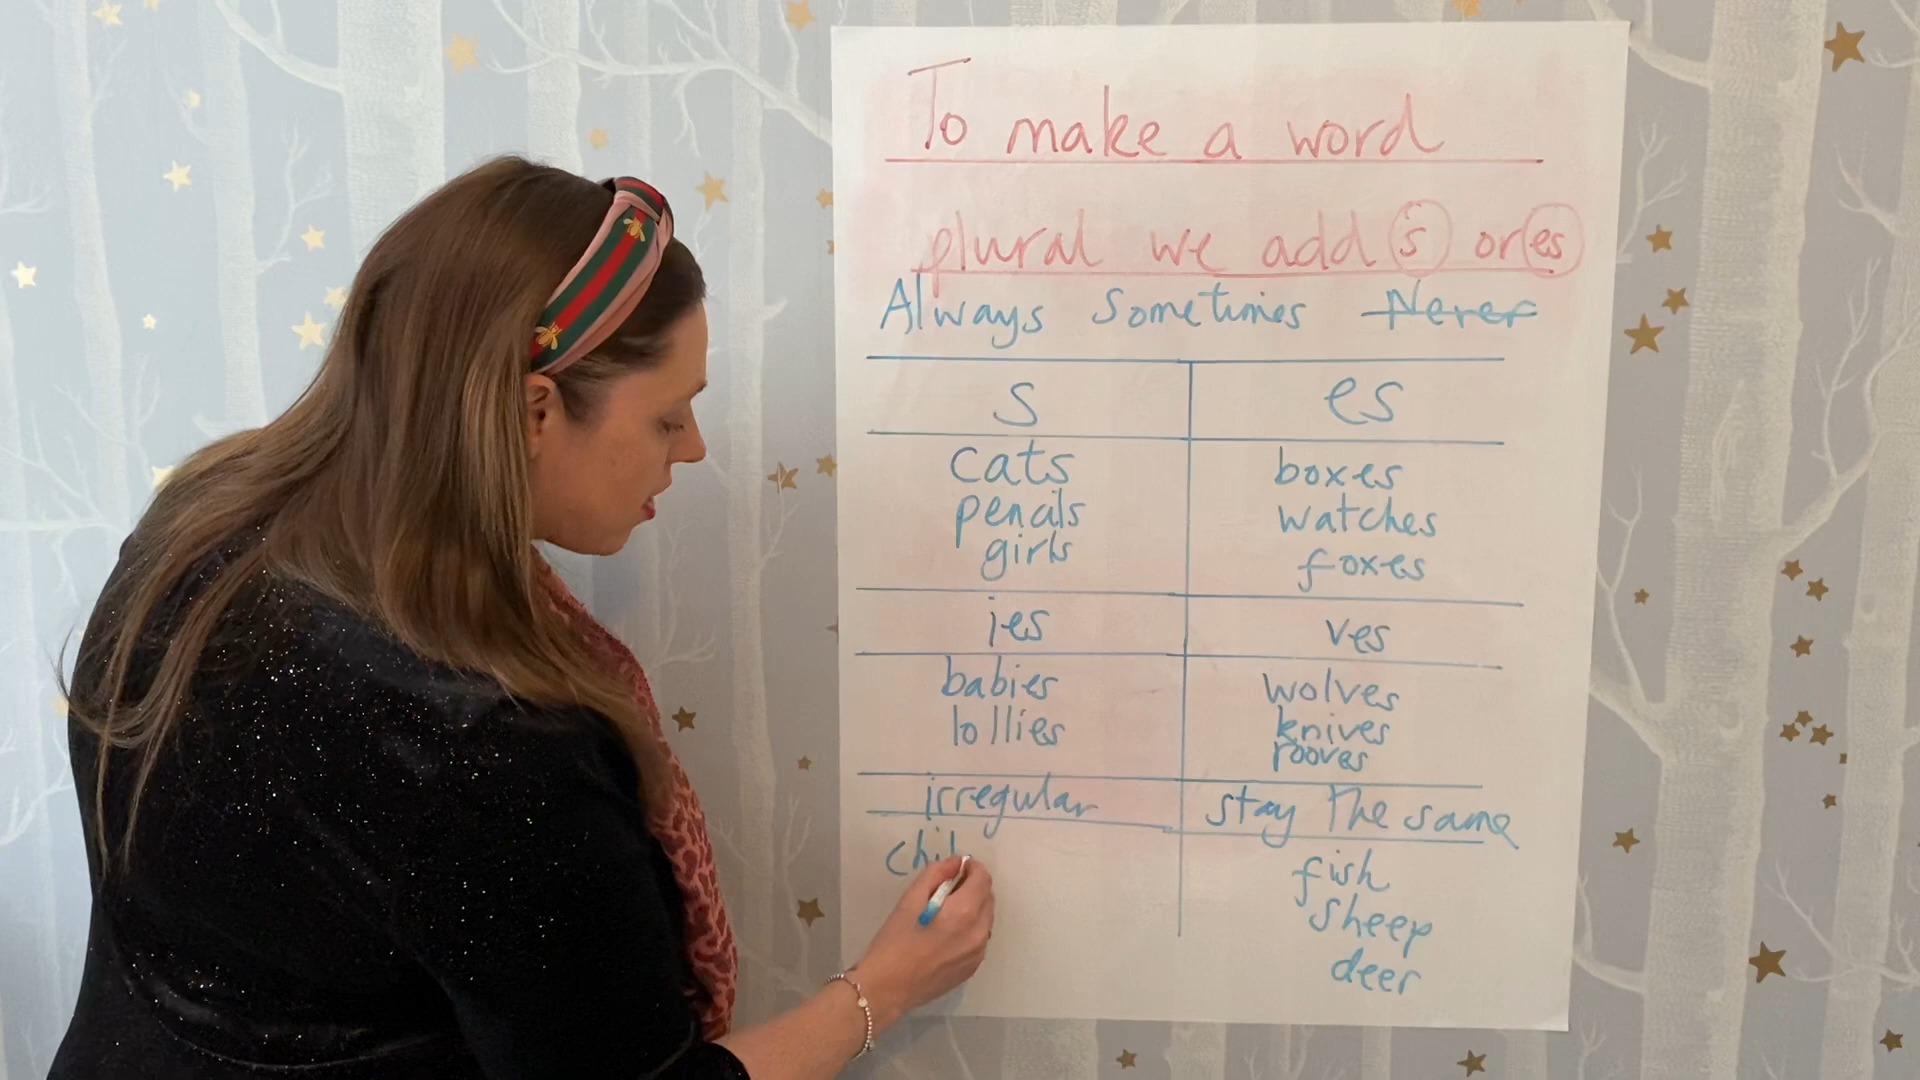 To make a word
plural we add s or es
Always Sometimes Never
s
es
cats
pencils
girls
boxes
watches
foxes
ies
ves
babies
lollies
wolves
knives
rooves
irregular
stay the same
chil
fish
sheep
deer